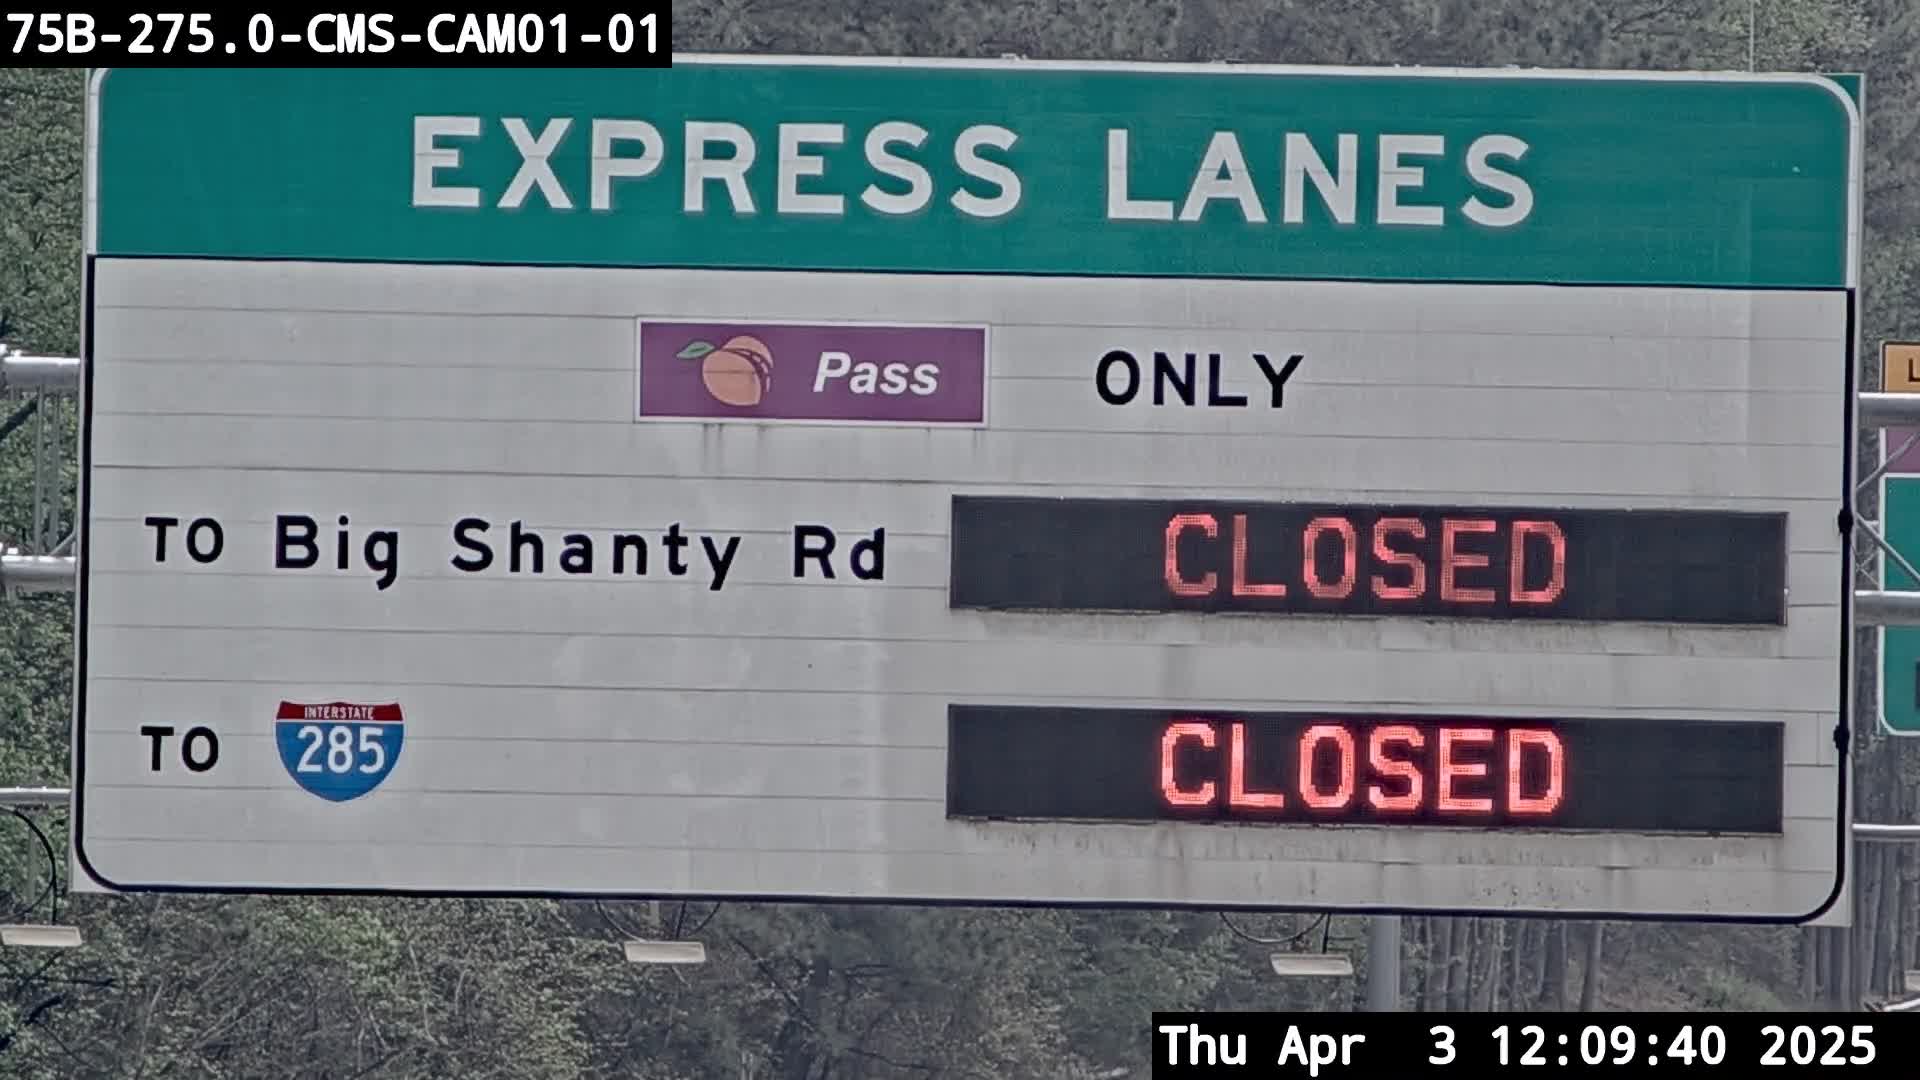 75B-275.0-CMS-CAM01-01
EXPRESS LANES
Pass ONLY
TO Big Shanty Rd CLOSED
TO INTERSTATE 285 CLOSED
Thu Apr 3 12:09:40 2025